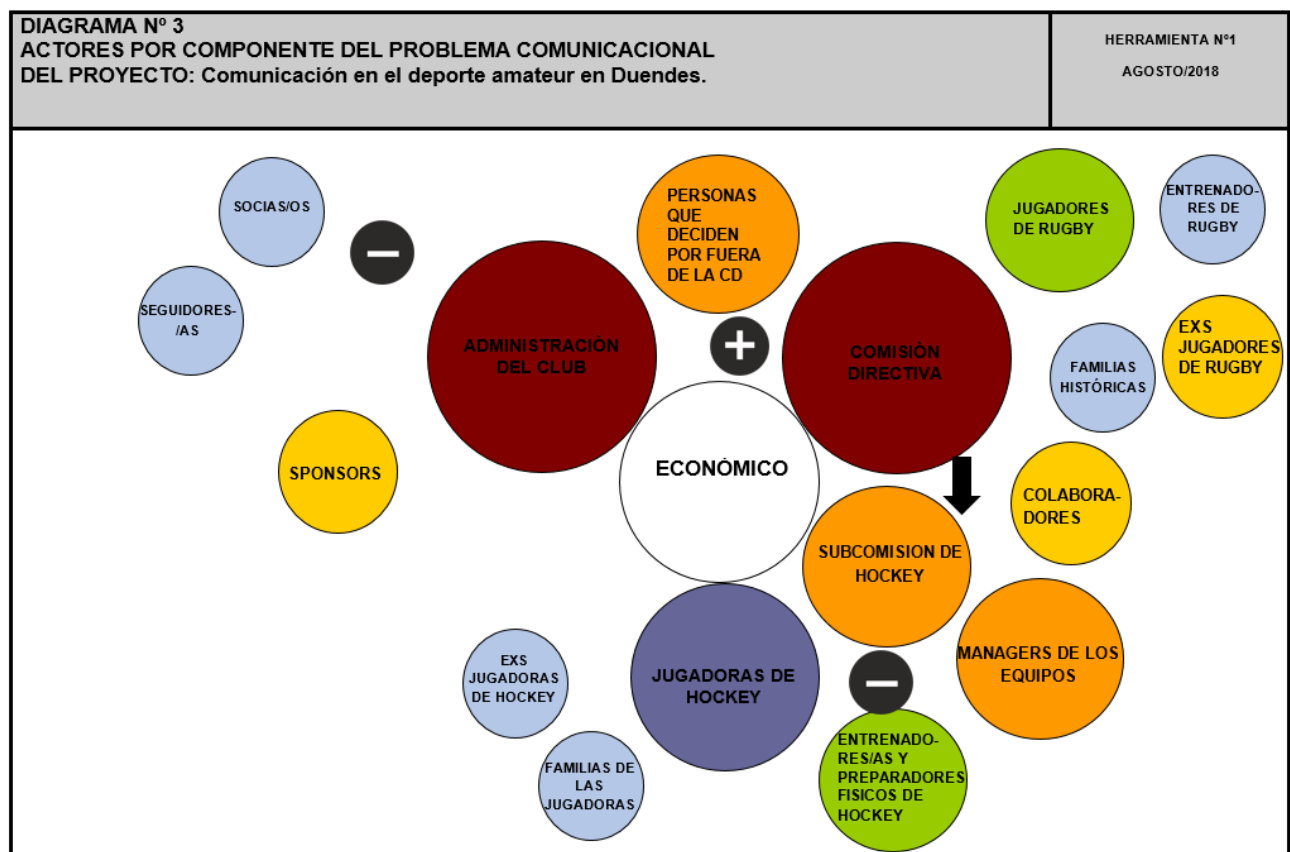 DIAGRAMA Nº 3
ACTORES POR COMPONENTE DEL PROBLEMA COMUNICACIONAL
DEL PROYECTO: Comunicación en el deporte amateur en Duendes.
HERRAMIENTA Nº1
AGOSTO/2018
SOCIAS/OS
SEGUIDORES-
/AS
SPONSORS
ADMINISTRACIÓN
DEL CLUB
PERSONAS
QUE
DECIDEN
POR FUERA
DE LA CD
COMISIÓN
DIRECTIVA
JUGADORES
DE RUGBY
ENTRENADO-
RES DE
RUGBY
EXS
JUGADORES
DE RUGBY
FAMILIAS
HISTÓRICAS
ECONÓMICO
COLABORA-
DORES
SUBCOMISION DE
HOCKEY
MANAGERS DE LOS
EQUIPOS
JUGADORAS DE
HOCKEY
EXS
JUGADORAS
DE HOCKEY
FAMILIAS DE
LAS
JUGADORAS
ENTRENADO-
RES/AS Y
PREPARADORES
FISICOS DE
HOCKEY